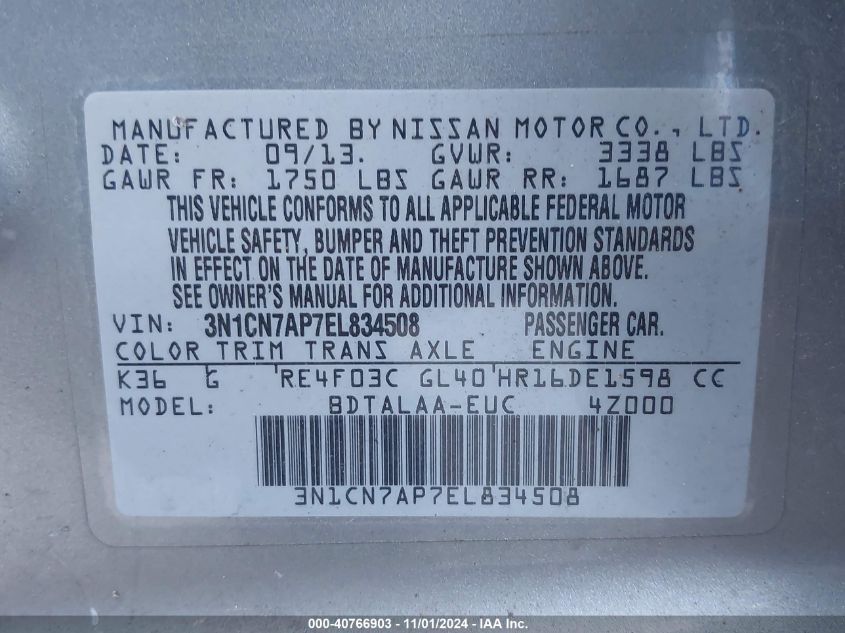 MANUFACTURED BY NISSAN MOTOR CO., LTD.
DATE: 09/13. GVWR: 3338 LBS
GAWR FR: 1750 LBS GAWR RR: 1687 LBS
THIS VEHICLE CONFORMS TO ALL APPLICABLE FEDERAL MOTOR
VEHICLE SAFETY, BUMPER AND THEFT PREVENTION STANDARDS
IN EFFECT ON THE DATE OF MANUFACTURE SHOWN ABOVE.
SEE OWNER'S MANUAL FOR ADDITIONAL INFORMATION.
VIN: 3N1CN7AP7EL834508 PASSENGER CAR.
COLOR TRIM TRANS AXLE ENGINE
K36 G 'RE4F03C GL40'HR16DE1598 CC
MODEL: BDTALAA-EUC 4Z000
3N1CN7AP7EL834508
000-40766903 - 11/01/2024 - IAA Inc.